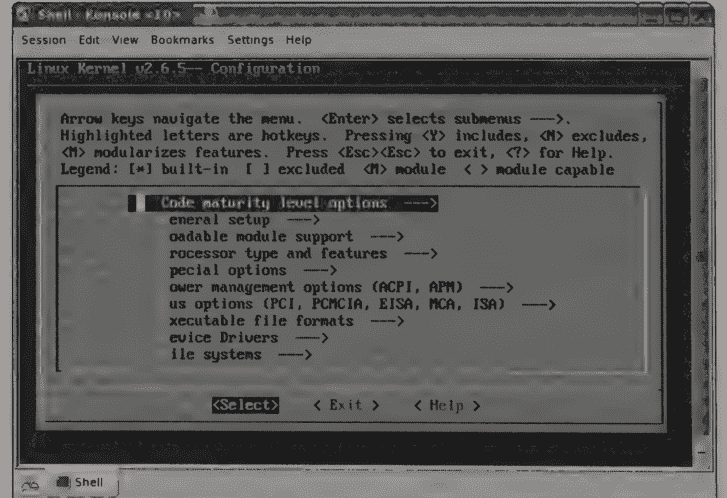 Shell - Konsole <10>
Session Edit View Bookmarks Settings Help
Linux Kernel v2.6.5 Configuration
Arrow keys navigate the menu. <Enter> selects submenus --->.
Highlighted letters are hotkeys. Pressing <Y> includes, <N> excludes,
<M> modularizes features. Press <Esc><Esc> to exit, <?> for Help.
Legend: [*] built-in [ ] excluded <M> module < > module capable
Code maturity level options --->
eneral setup --->
oadable module support --->
rocessor type and features --->
pecial options --->
ower management options (ACPI, APM) --->
us options (PCI, PCMCIA, EISA, MCA, ISA) --->
xecutable file formats --->
evice Drivers --->
ile systems --->
<Select> < Exit > < Help >
Shell